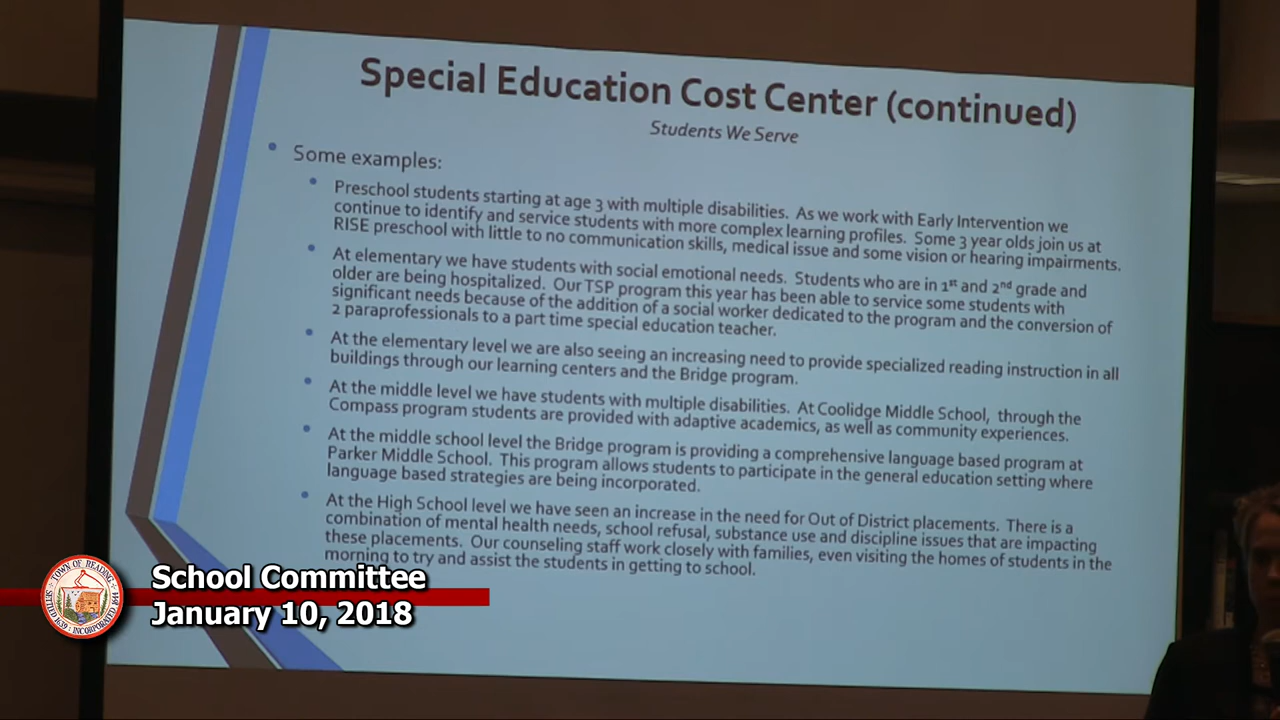 Special Education Cost Center (continued)
Students We Serve
• Some examples:
• Preschool students starting at age 3 with multiple disabilities. As we work with Early Intervention we
continue to identify and service students with more complex learning profiles. Some 3 year olds join us at
RISE preschool with little to no communication skills, medical issue and some vision or hearing impairments.
• At elementary we have students with social emotional needs. Students who are in 1st and 2nd grade and
older are being hospitalized. Our TSP program this year has been able to service some students with
significant needs because of the addition of a social worker dedicated to the program and the conversion of
2 paraprofessionals to a part time special education teacher.
• At the elementary level we are also seeing an increasing need to provide specialized reading instruction in all
buildings through our learning centers and the Bridge program.
• At the middle level we have students with multiple disabilities. At Coolidge Middle School, through the
Compass program students are provided with adaptive academics, as well as community experiences.
• At the middle school level the Bridge program is providing a comprehensive language based program at
Parker Middle School. This program allows students to participate in the general education setting where
language based strategies are being incorporated.
• At the High School level we have seen an increase in the need for Out of District placements. There is a
combination of mental health needs, school refusal, substance use and discipline issues that are impacting
these placements. Our counseling staff work closely with families, even visiting the homes of students in the
morning to try and assist the students in getting to school.
TOWN OF READING
SETTLED 1639 INCORPORATED 1644
School Committee
January 10, 2018